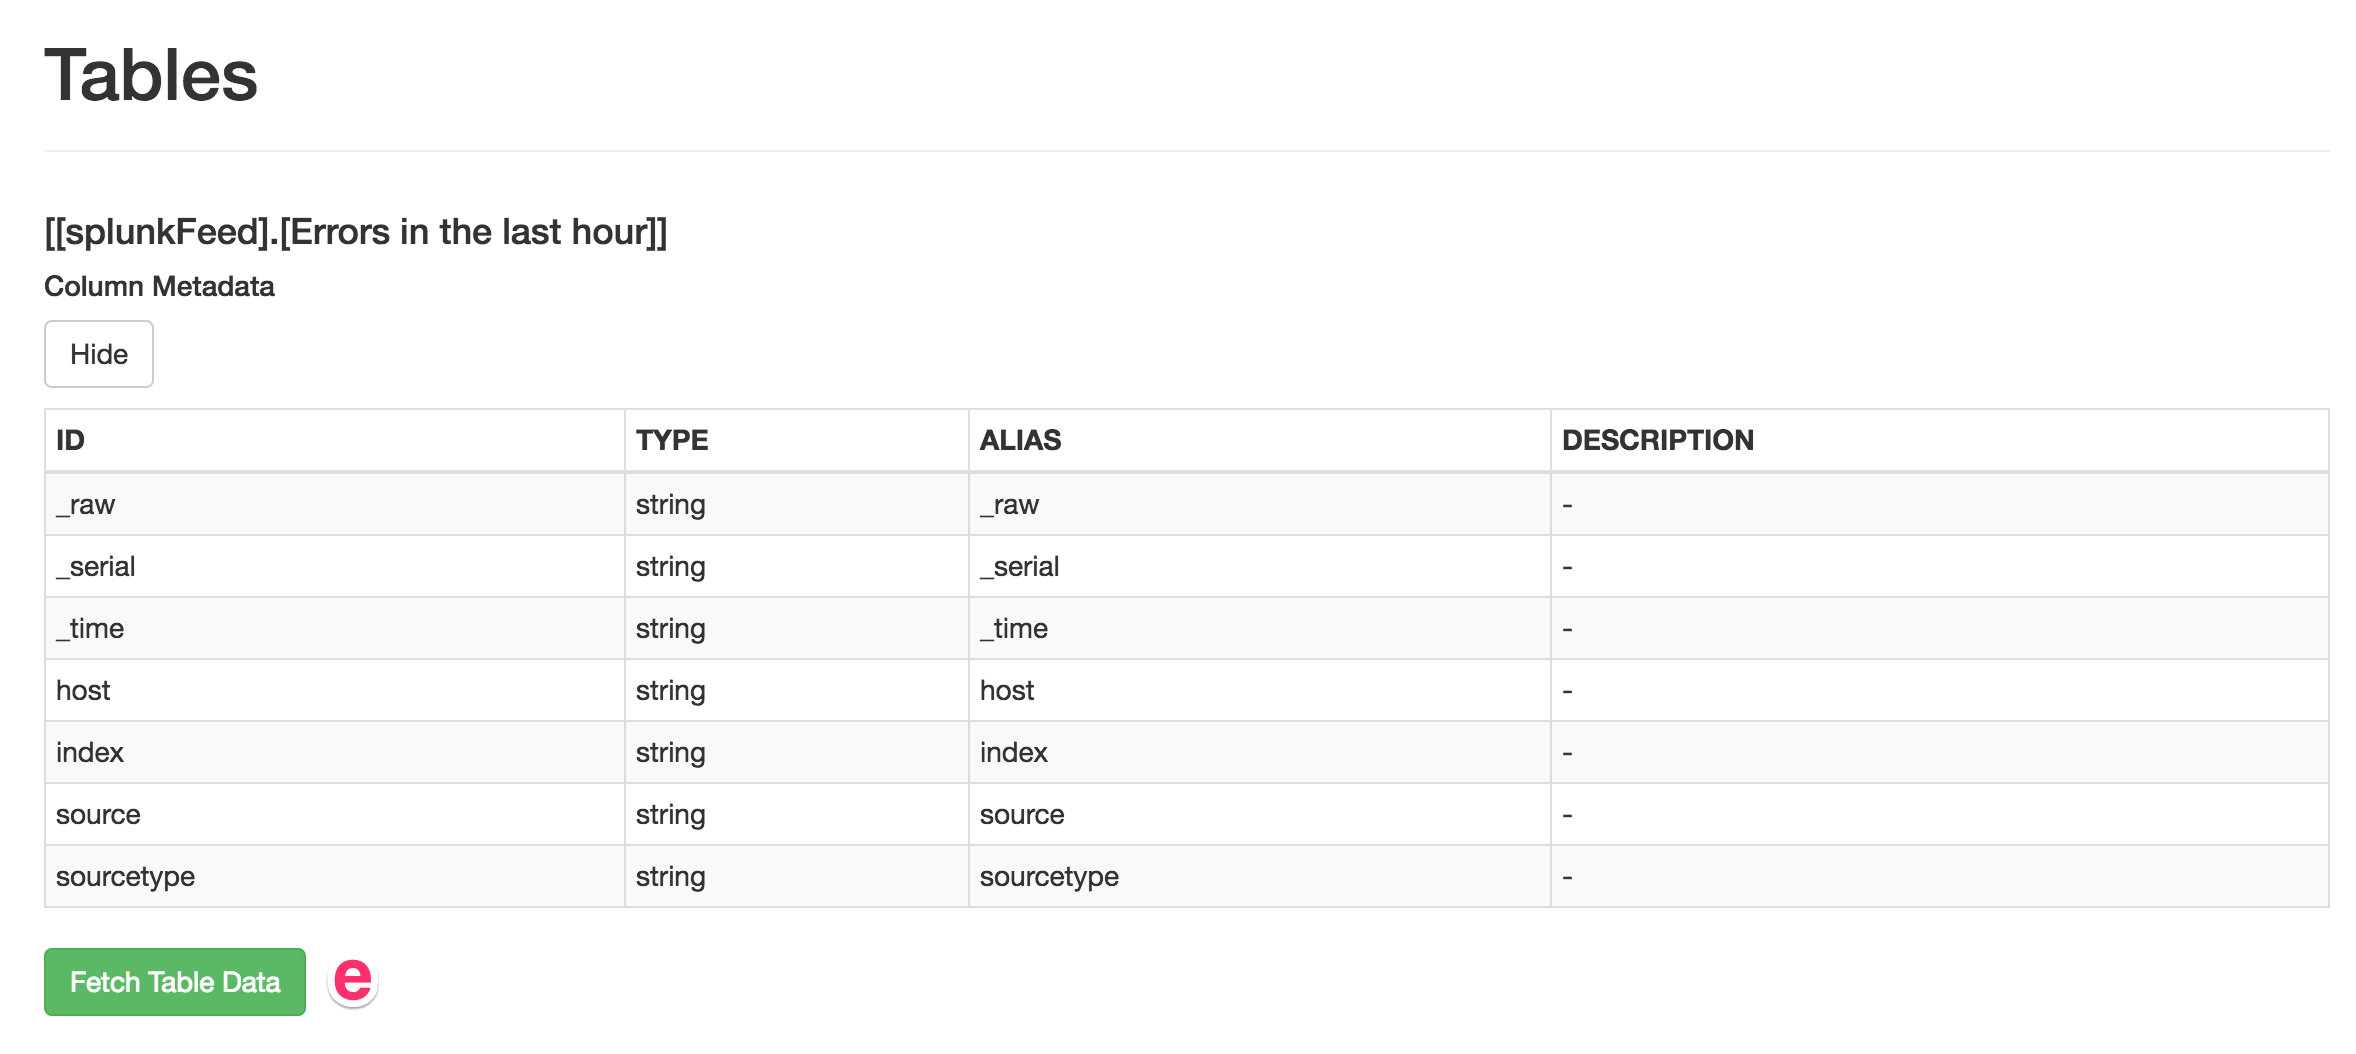 Tables
[[splunkFeed].[Errors in the last hour]]
Column Metadata
Hide
ID TYPE ALIAS DESCRIPTION
_raw string _raw -
_serial string _serial -
_time string _time -
host string host -
index string index -
source string source -
sourcetype string sourcetype -
Fetch Table Data e